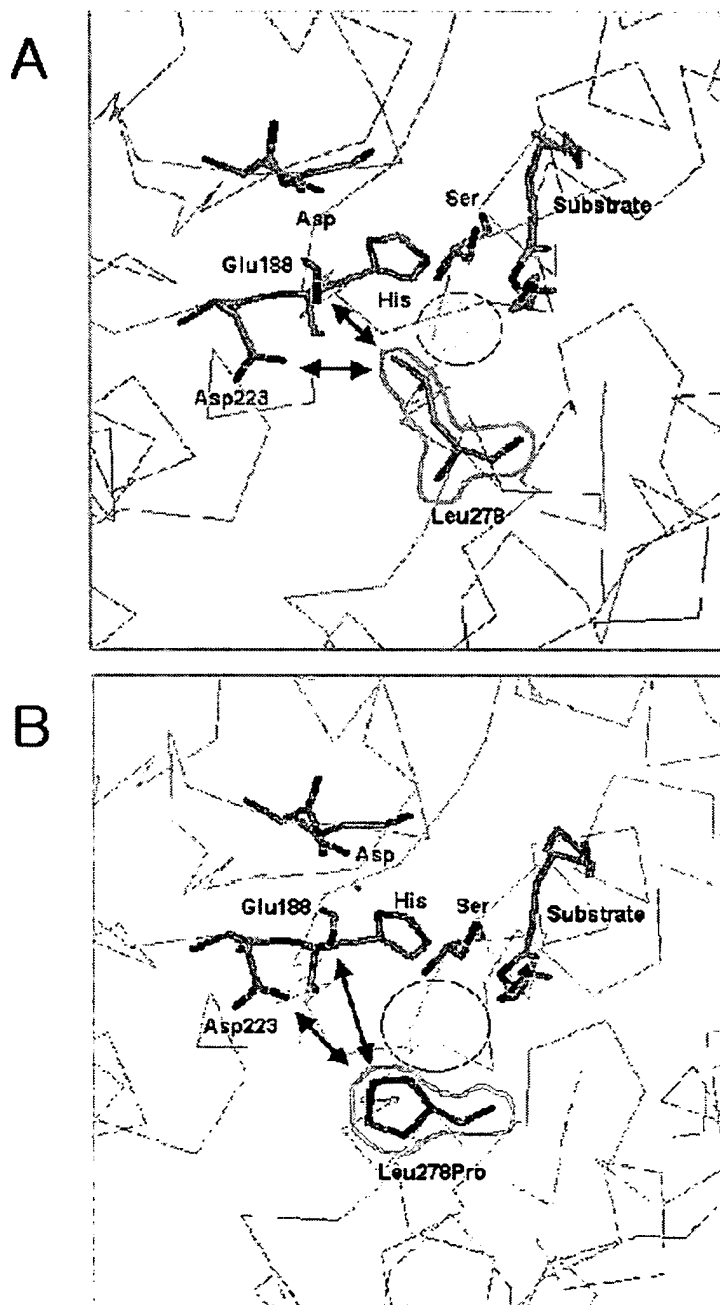 A
Asp
Ser
Substrate
Glu188
His
Asp223
Leu278
B
Asp
Glu188
His
Ser
Substrate
Asp223
Leu278Pro